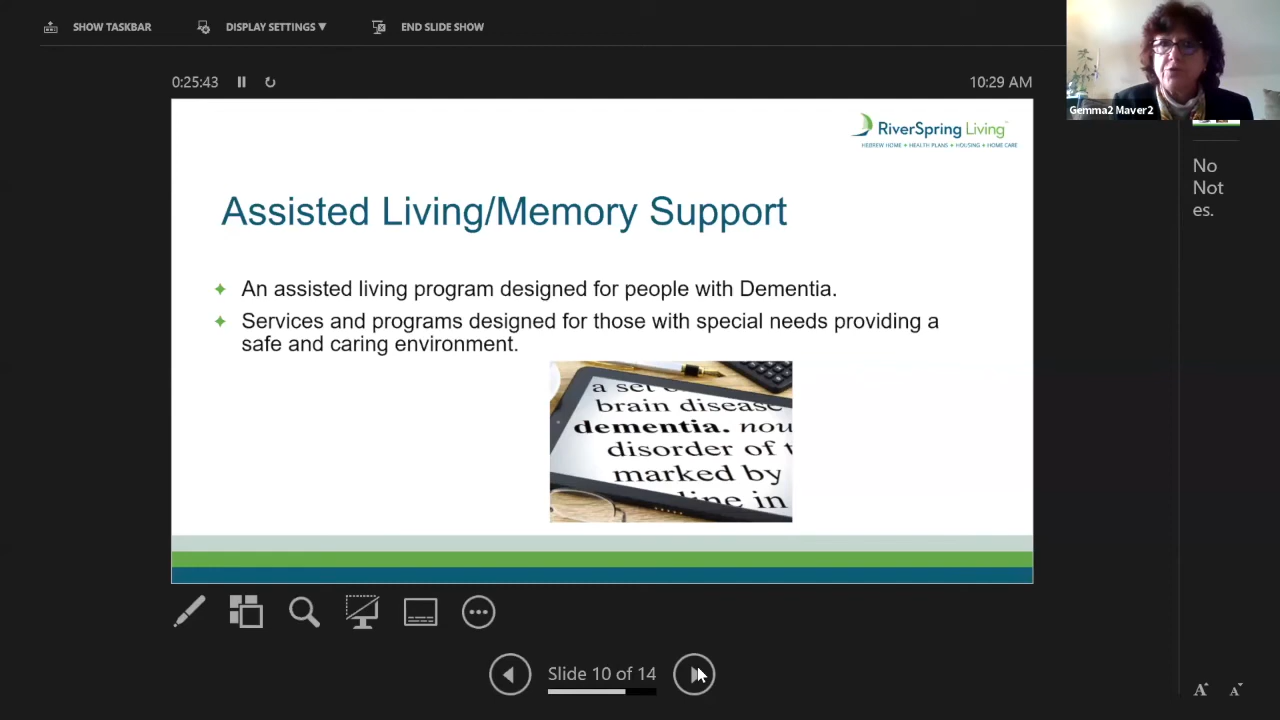 SHOW TASKBAR
DISPLAY SETTINGS ▼
END SLIDE SHOW
0:25:43
10:29 AM
Gemma2 Maver2
RiverSpring Living™
HEBREW HOME • HEALTH PLANS • HOUSING • HOME CARE
No
Not
es.
Assisted Living/Memory Support
An assisted living program designed for people with Dementia.
Services and programs designed for those with special needs providing a
safe and caring environment.
a set
brain disease
dementia. nou
disorder of t
marked by
line in
Slide 10 of 14
A A